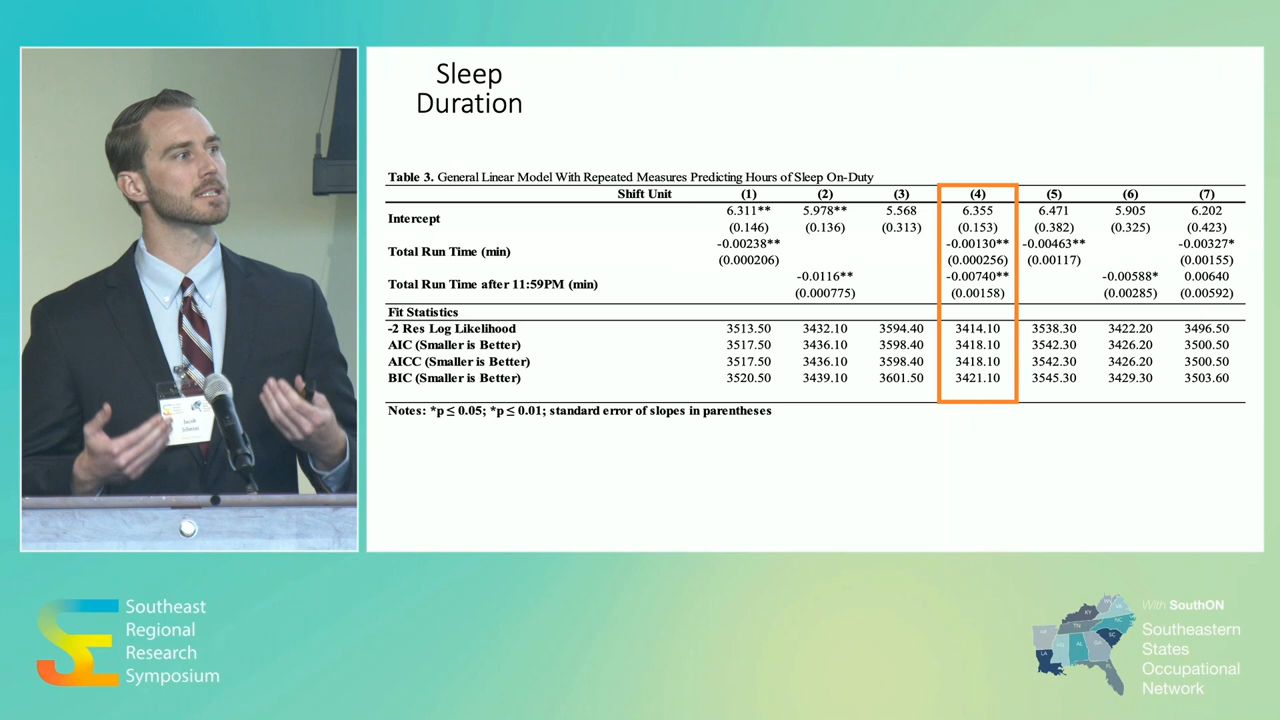 Sleep
Duration
Table 3. General Linear Model With Repeated Measures Predicting Hours of Sleep On-Duty
Shift Unit (1) (2) (3) (4) (5) (6) (7)
Intercept 6.311** 5.978** 5.568 6.355 6.471 5.905 6.202
(0.146) (0.136) (0.313) (0.153) (0.382) (0.325) (0.423)
Total Run Time (min) -0.00238** -0.00130** -0.00463** -0.00327*
(0.000206) (0.000256) (0.00117) (0.00155)
Total Run Time after 11:59PM (min) -0.0116** -0.00740** -0.00588* 0.00640
(0.000775) (0.00158) (0.00285) (0.00592)
Fit Statistics
-2 Res Log Likelihood 3513.50 3432.10 3594.40 3414.10 3538.30 3422.20 3496.50
AIC (Smaller is Better) 3517.50 3436.10 3598.40 3418.10 3542.30 3426.20 3500.50
AICC (Smaller is Better) 3517.50 3436.10 3598.40 3418.10 3542.30 3426.20 3500.50
BIC (Smaller is Better) 3520.50 3439.10 3601.50 3421.10 3545.30 3429.30 3503.60
Notes: *p ≤ 0.05; *p ≤ 0.01; standard error of slopes in parentheses
Jacob
SE
Southeast
Regional
Research
Symposium
KY
TN
NC
SC
AL
GA
LA
FL
With SouthON
Southeastern
States
Occupational
Network